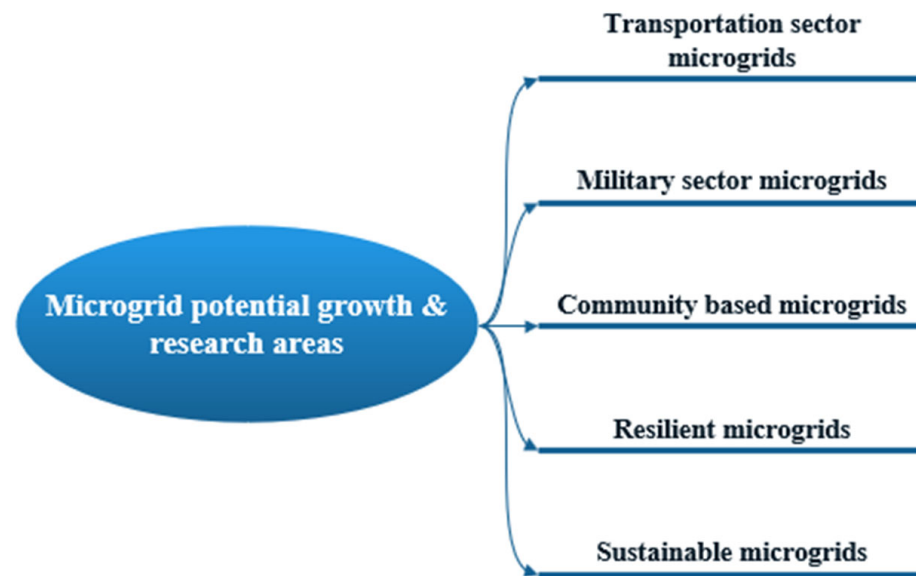 Transportation sector
microgrids
Military sector microgrids
Microgrid potential growth &
research areas
Community based microgrids
Resilient microgrids
Sustainable microgrids